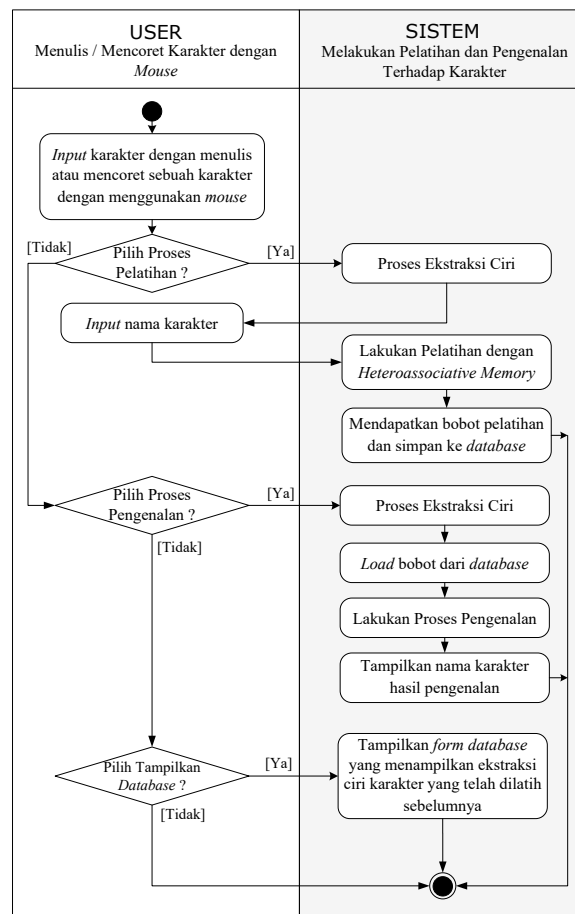 USER
Menulis / Mencoret Karakter dengan
Mouse
SISTEM
Melakukan Pelatihan dan Pengenalan
Terhadap Karakter
Input karakter dengan menulis
atau mencoret sebuah karakter
dengan menggunakan mouse
[Tidak]
Pilih Proses
Pelatihan ?
[Ya]
Proses Ekstraksi Ciri
Input nama karakter
Lakukan Pelatihan dengan
Heteroassociative Memory
Mendapatkan bobot pelatihan
dan simpan ke database
Pilih Proses
Pengenalan ?
[Ya]
[Tidak]
Proses Ekstraksi Ciri
Load bobot dari database
Lakukan Proses Pengenalan
Tampilkan nama karakter
hasil pengenalan
Pilih Tampilkan
Database ?
[Ya]
[Tidak]
Tampilkan form database
yang menampilkan ekstraksi
ciri karakter yang telah dilatih
sebelumnya